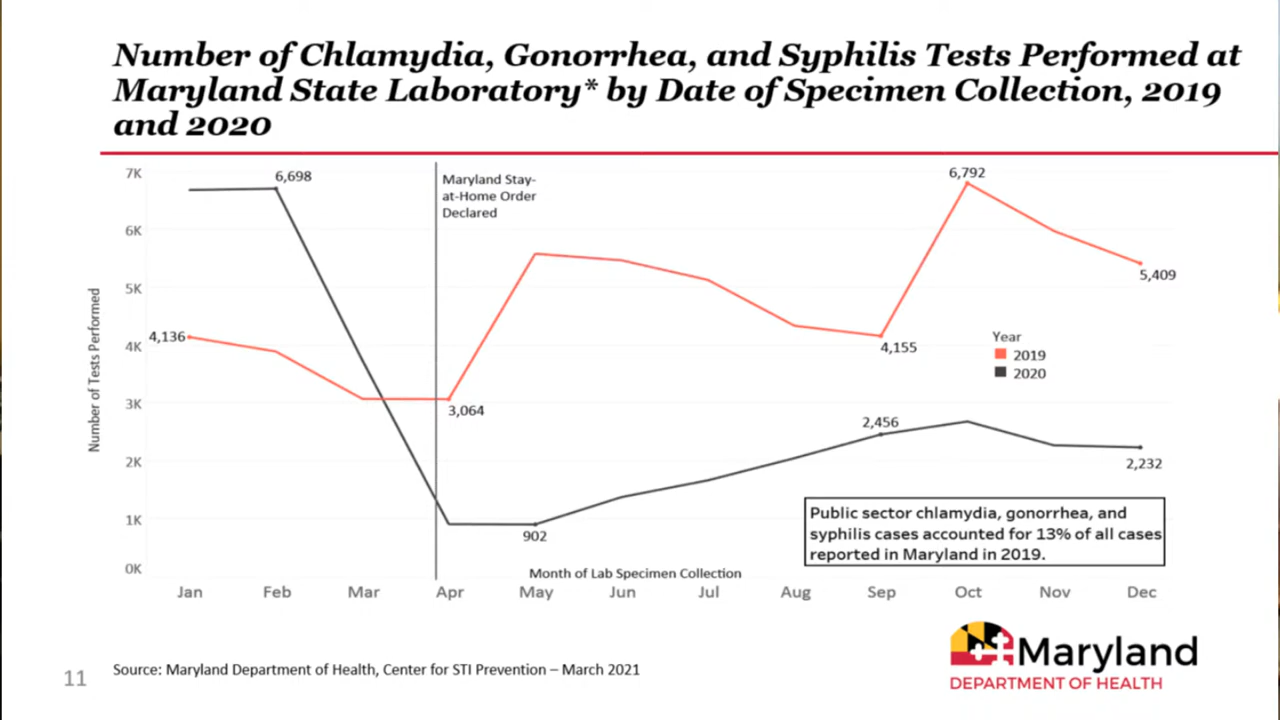 Number of Chlamydia, Gonorrhea, and Syphilis Tests Performed at
Maryland State Laboratory* by Date of Specimen Collection, 2019
and 2020
7K
6K
5K
4K
3K
2K
1K
0K
Number of Tests Performed
6,698
Maryland Stay-
at-Home Order
Declared
6,792
5,409
4,136
4,155
3,064
Year
2019
2020
2,456
2,232
902
Public sector chlamydia, gonorrhea, and
syphilis cases accounted for 13% of all cases
reported in Maryland in 2019.
Month of Lab Specimen Collection
Jan Feb Mar Apr May Jun Jul Aug Sep Oct Nov Dec
Maryland
DEPARTMENT OF HEALTH
Source: Maryland Department of Health, Center for STI Prevention – March 2021
11